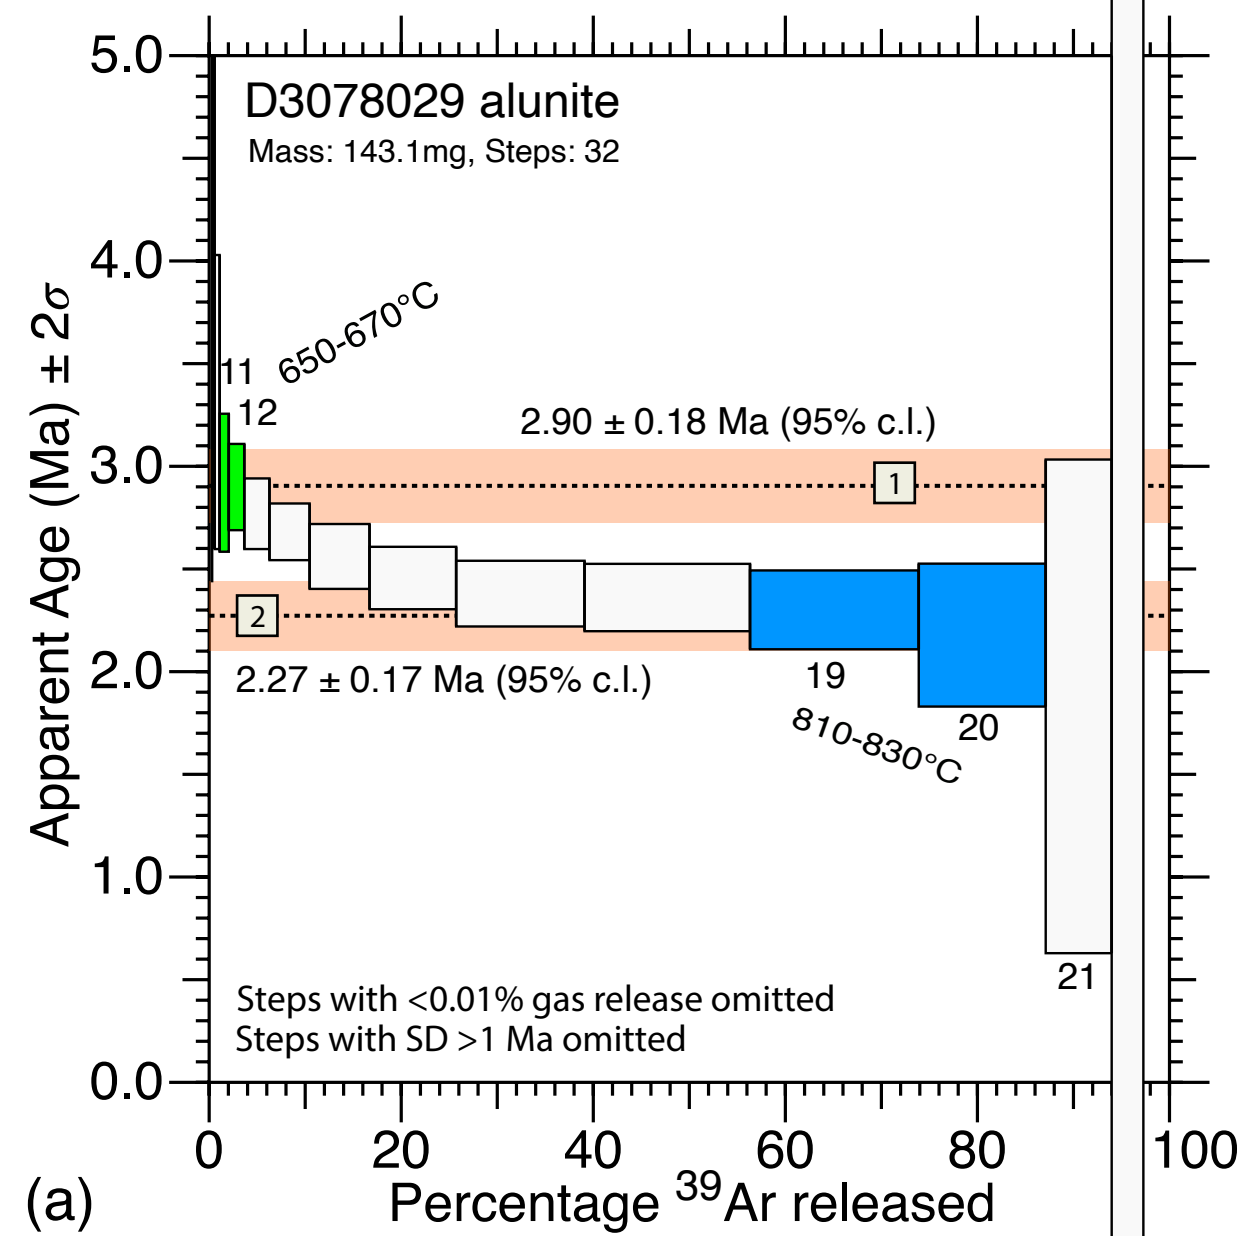 5.0
D3078029 alunite
Mass: 143.1mg, Steps: 32
4.0
650-670°C
11
12
2.90 ± 0.18 Ma (95% c.l.)
3.0
1
2
2.27 ± 0.17 Ma (95% c.l.)
2.0
19
20
810-830°C
1.0
21
Steps with <0.01% gas release omitted
Steps with SD >1 Ma omitted
0.0
Apparent Age (Ma) ± 2σ
0 20 40 60 80 100
Percentage ³⁹Ar released
(a)